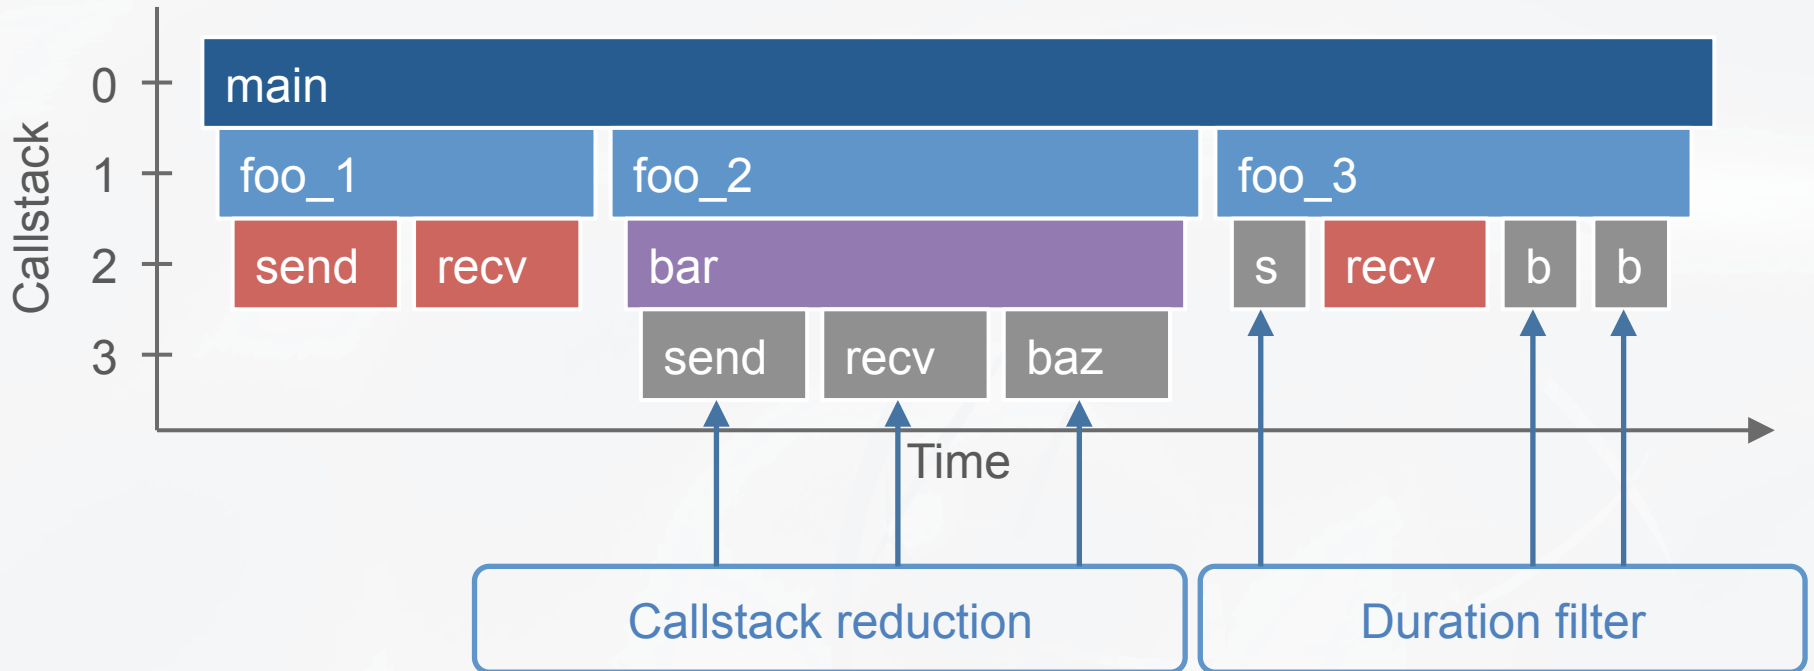 Callstack
0
main
1
foo_1
foo_2
foo_3
2
send
recv
bar
s
recv
b
b
3
send
recv
baz
Time
Callstack reduction
Duration filter